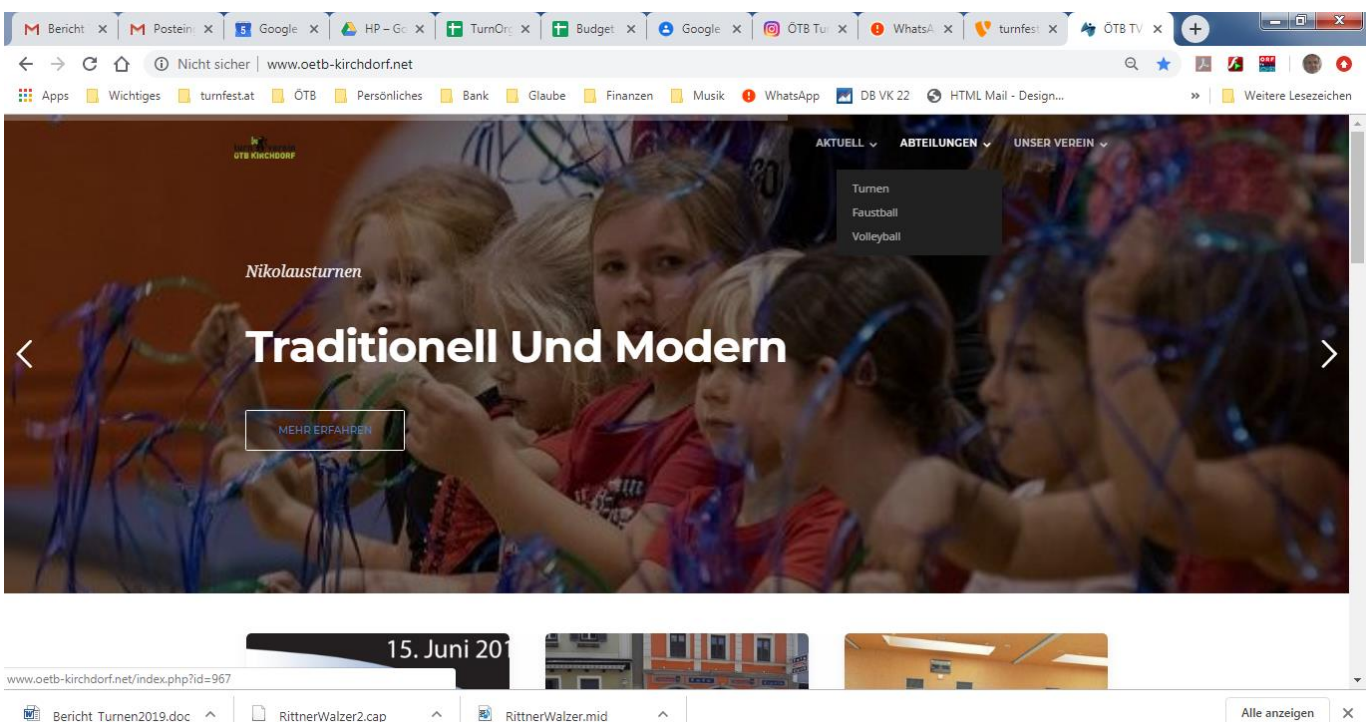 Bericht
Postein
Google
HP – Go
TurnOrg
Budget
Google
ÖTB Tur
WhatsA
turnfest
ÖTB TV
Nicht sicher | www.oetb-kirchdorf.net
Apps Wichtiges turnfest.at ÖTB Persönliches Bank Glaube Finanzen Musik WhatsApp DB VK 22 HTML Mail - Design... » Weitere Lesezeichen
turnverein
ÖTB KIRCHDORF
AKTUELL ABTEILUNGEN UNSER VEREIN
Turnen
Faustball
Volleyball
Nikolausturnen
Traditionell Und Modern
MEHR ERFAHREN
15. Juni 201
www.oetb-kirchdorf.net/index.php?id=967
Bericht Turnen2019.doc RittnerWalzer2.cap RittnerWalzer.mid Alle anzeigen